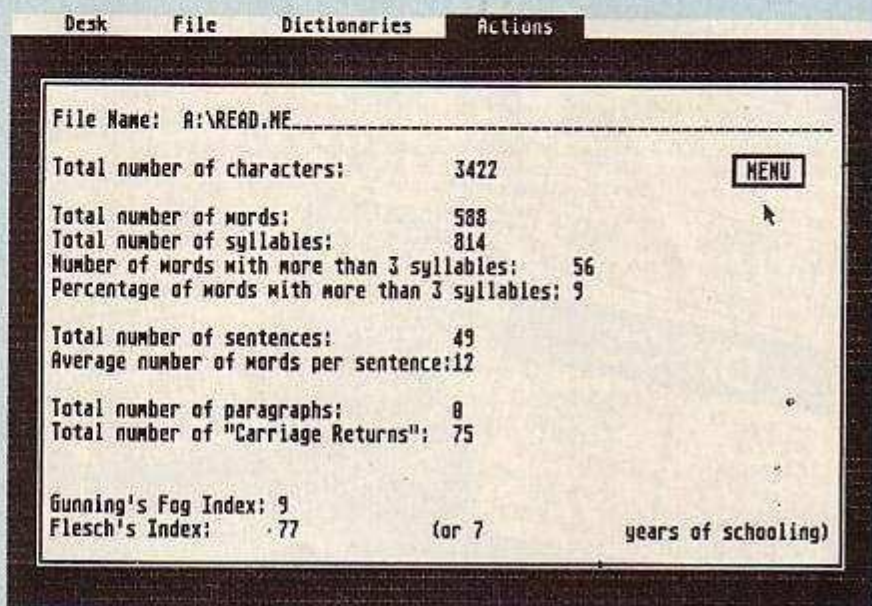 Desk File Dictionaries Actions
File Name: A:\READ.ME
Total number of characters: 3422
MENU
Total number of words: 588
Total number of syllables: 814
Number of words with more than 3 syllables: 56
Percentage of words with more than 3 syllables: 9
Total number of sentences: 49
Average number of words per sentence:12
Total number of paragraphs: 8
Total number of "Carriage Returns": 75
Gunning's Fog Index: 9
Flesch's Index: 77 (or 7 years of schooling)